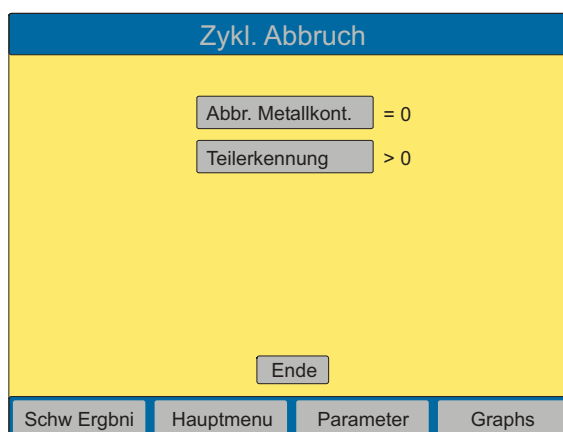 Zykl. Abbruch
Abbr. Metallkont. = 0
Teilerkennung > 0
Ende
Schw Ergbni Hauptmenu Parameter Graphs